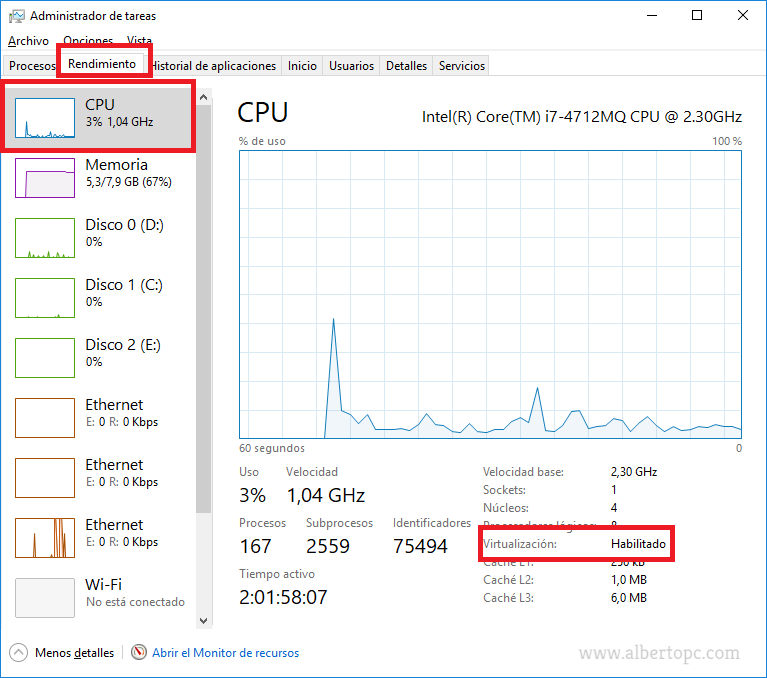 Administrador de tareas
Archivo Opciones Vista
Procesos Rendimiento Historial de aplicaciones Inicio Usuarios Detalles Servicios
CPU
3% 1,04 GHz
Memoria
5,3/7,9 GB (67%)
Disco 0 (D:)
0%
Disco 1 (C:)
0%
Disco 2 (E:)
0%
Ethernet
E: 0 R: 0 Kbps
Ethernet
E: 0 R: 0 Kbps
Ethernet
E: 0 R: 0 Kbps
Wi-Fi
No está conectado
CPU Intel(R) Core(TM) i7-4712MQ CPU @ 2.30GHz
% de uso 100 %
60 segundos 0
Uso Velocidad
3% 1,04 GHz
Procesos Subprocesos Identificadores
167 2559 75494
Tiempo activo
2:01:58:07
Velocidad base: 2,30 GHz
Sockets: 1
Núcleos: 4
Procesadores lógicos: 8
Virtualización: Habilitado
Caché L1: 256 kB
Caché L2: 1,0 MB
Caché L3: 6,0 MB
Menos detalles Abrir el Monitor de recursos
www.albertopc.com